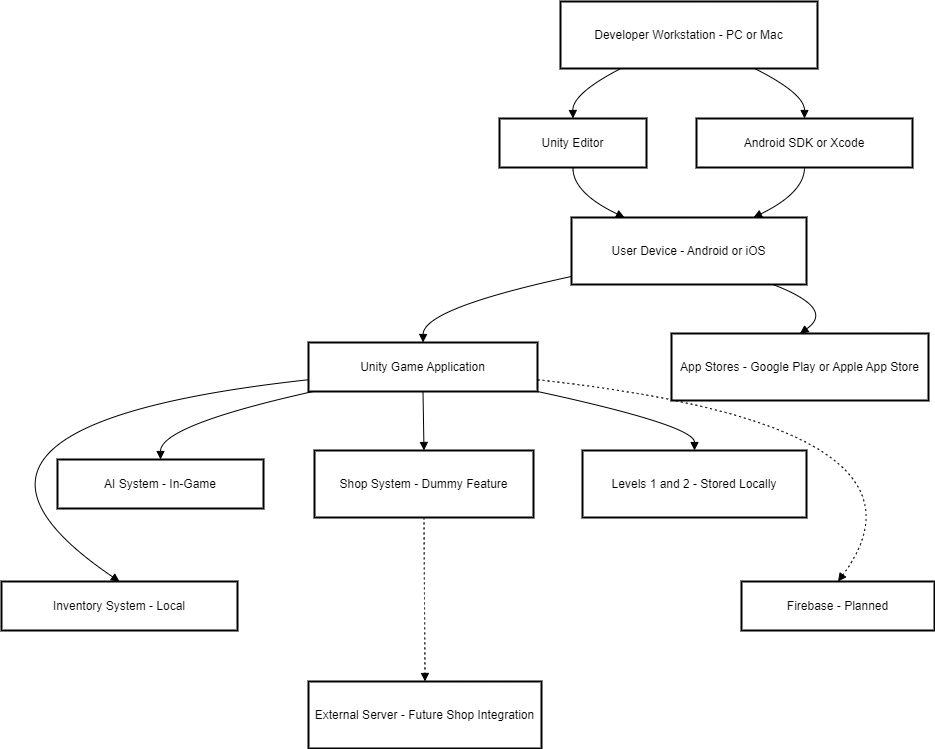 Developer Workstation - PC or Mac
Unity Editor
Android SDK or Xcode
User Device - Android or iOS
Unity Game Application
App Stores - Google Play or Apple App Store
AI System - In-Game
Shop System - Dummy Feature
Levels 1 and 2 - Stored Locally
Inventory System - Local
Firebase - Planned
External Server - Future Shop Integration